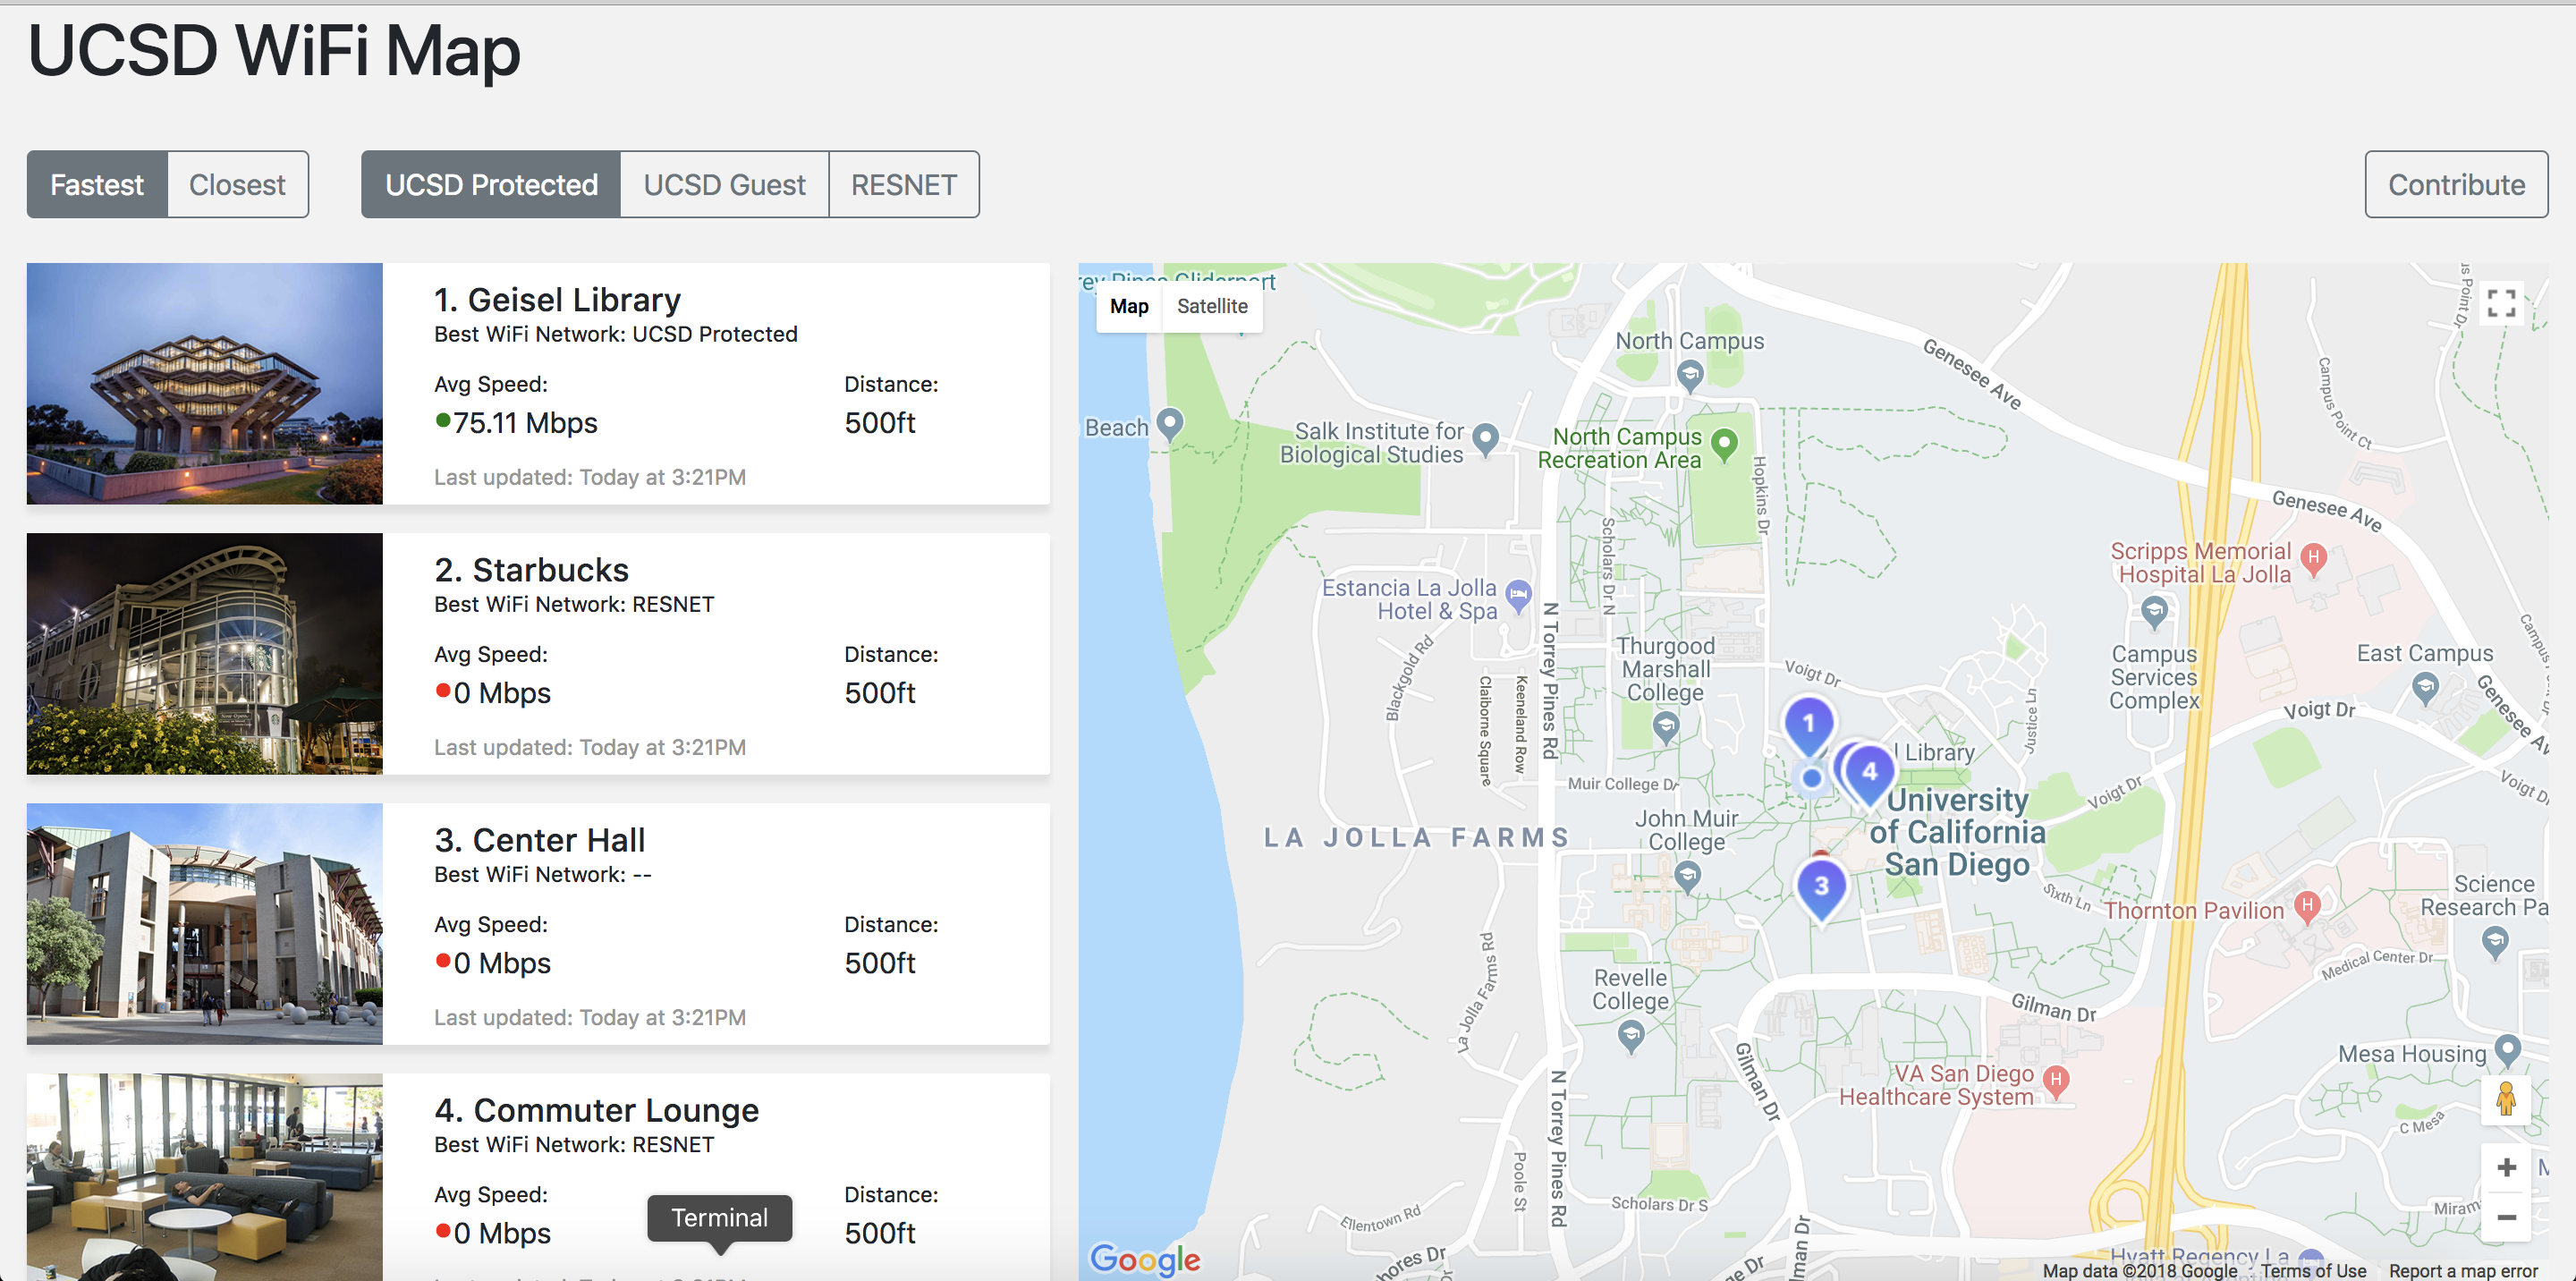 UCSD WiFi Map
Fastest
Closest
UCSD Protected
UCSD Guest
RESNET
Contribute
1. Geisel Library
Best WiFi Network: UCSD Protected
Avg Speed:
Distance:
75.11 Mbps
500ft
Last updated: Today at 3:21PM
2. Starbucks
Best WiFi Network: RESNET
Avg Speed:
Distance:
0 Mbps
500ft
Last updated: Today at 3:21PM
3. Center Hall
Best WiFi Network: --
Avg Speed:
Distance:
0 Mbps
500ft
Last updated: Today at 3:21PM
4. Commuter Lounge
Best WiFi Network: RESNET
Avg Speed:
Distance:
0 Mbps
500ft
Terminal
Map
Satellite
Beach
Salk Institute for
Biological Studies
North Campus
North Campus
Recreation Area
Hopkins Dr
Genesee Ave
Campus Point Ct
Genesee Ave
Scholars Dr N
Estancia La Jolla
Hotel & Spa
Blackgold Rd
Claiborne Square
Keeneland Row
N Torrey Pines Rd
Thurgood
Marshall
College
Voigt Dr
Justice Ln
Scripps Memorial
Hospital La Jolla
Campus
Services
Complex
East Campus
Voigt Dr
Genesee Av
1
4
l Library
Voigt Dr
Muir College Dr
John Muir
College
LA JOLLA FARMS
University
of California
San Diego
3
Sixth Ln
Thornton Pavilion
Science
Research Pa
Medical Center Dr
La Jolla Farms Rd
Revelle
College
Gilman Dr
Gilman Dr
Mesa Housing
VA San Diego
Healthcare System
C Mesa
N Torrey Pines Rd
Poole St
Scholars Dr S
Ellentown Rd
hores Dr
Miram
Hyatt Regency La
Google
Map data ©2018 Google
Terms of Use
Report a map error